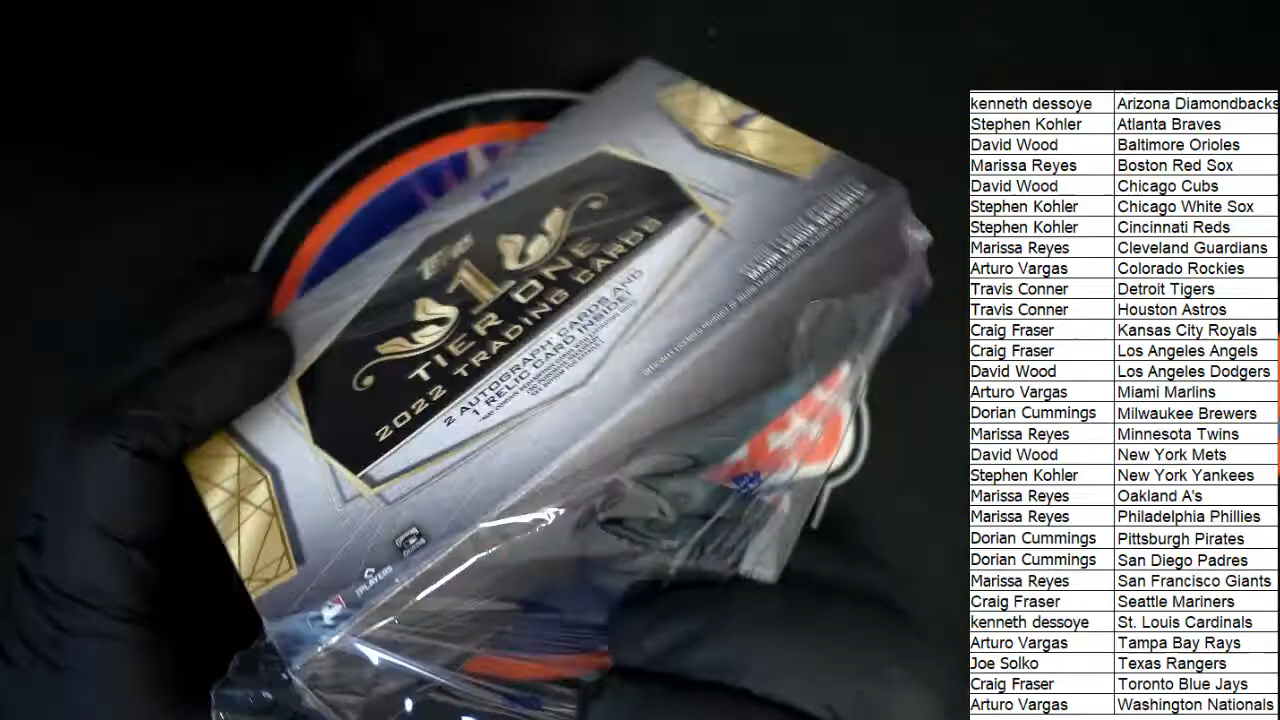 TIER ONE
2022 TRADING CARDS
2 AUTOGRAPH CARDS AND
1 RELIC CARD INSIDE!
MAJOR LEAGUE BASEBALL
PLAYERS
kenneth dessoye Arizona Diamondbacks
Stephen Kohler Atlanta Braves
David Wood Baltimore Orioles
Marissa Reyes Boston Red Sox
David Wood Chicago Cubs
Stephen Kohler Chicago White Sox
Stephen Kohler Cincinnati Reds
Marissa Reyes Cleveland Guardians
Arturo Vargas Colorado Rockies
Travis Conner Detroit Tigers
Travis Conner Houston Astros
Craig Fraser Kansas City Royals
Craig Fraser Los Angeles Angels
David Wood Los Angeles Dodgers
Arturo Vargas Miami Marlins
Dorian Cummings Milwaukee Brewers
Marissa Reyes Minnesota Twins
David Wood New York Mets
Stephen Kohler New York Yankees
Marissa Reyes Oakland A's
Marissa Reyes Philadelphia Phillies
Dorian Cummings Pittsburgh Pirates
Dorian Cummings San Diego Padres
Marissa Reyes San Francisco Giants
Craig Fraser Seattle Mariners
kenneth dessoye St. Louis Cardinals
Arturo Vargas Tampa Bay Rays
Joe Solko Texas Rangers
Craig Fraser Toronto Blue Jays
Arturo Vargas Washington Nationals